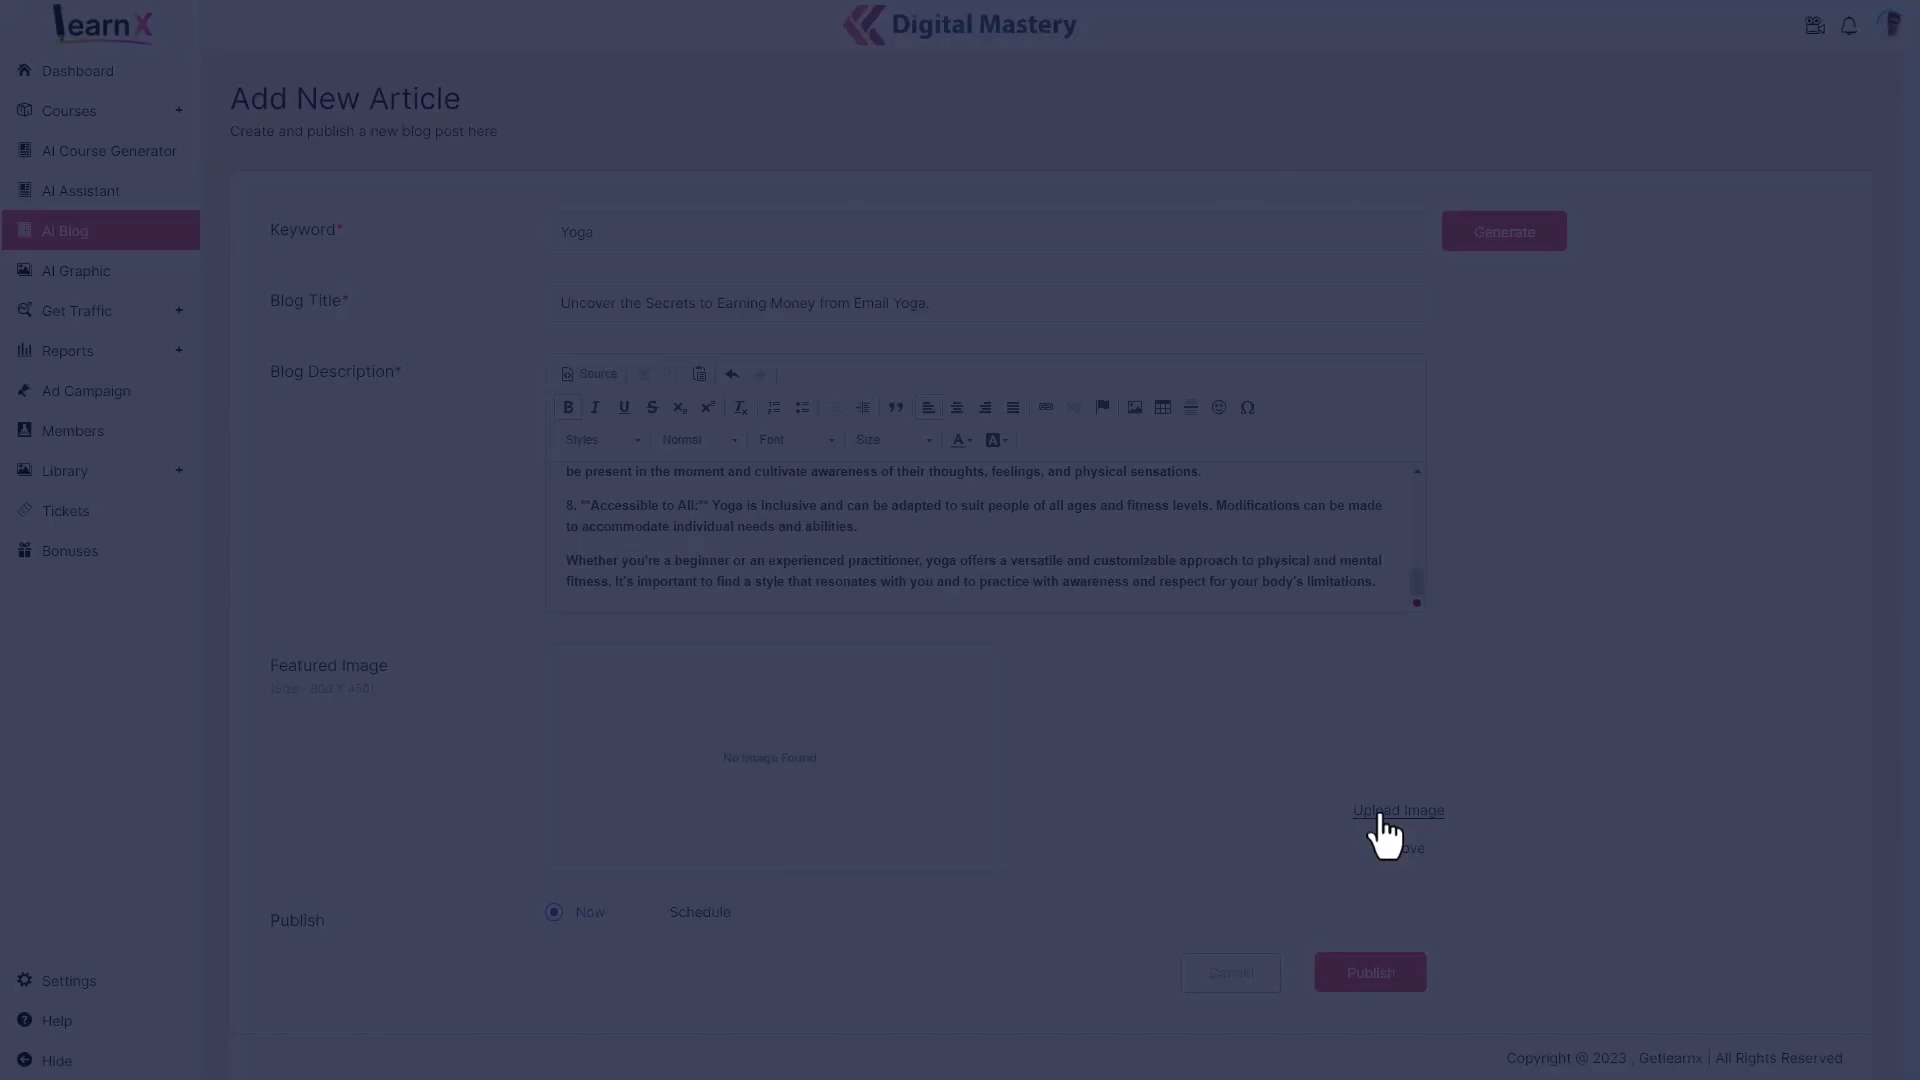 LearnX
Digital Mastery
Dashboard
Courses +
AI Course Generator
AI Assistant
AI Blog
AI Graphic
Get Traffic +
Reports +
Ad Campaign
Members
Library +
Tickets
Bonuses
Settings
Help
Hide
Add New Article
Create and publish a new blog post here
Keyword*
Yoga
Generate
Blog Title*
Uncover the Secrets to Earning Money from Email Yoga.
Blog Description*
Source
Styles Normal Font Size
be present in the moment and cultivate awareness of their thoughts, feelings, and physical sensations.
8. **Accessible to All:** Yoga is inclusive and can be adapted to suit people of all ages and fitness levels. Modifications can be made
to accommodate individual needs and abilities.
Whether you're a beginner or an experienced practitioner, yoga offers a versatile and customizable approach to physical and mental
fitness. It's important to find a style that resonates with you and to practice with awareness and respect for your body's limitations.
Featured Image
No Image Found
Upload Image
Publish
Now
Schedule
Cancel
Publish
Copyright @ 2023 , Getlearnx | All Rights Reserved